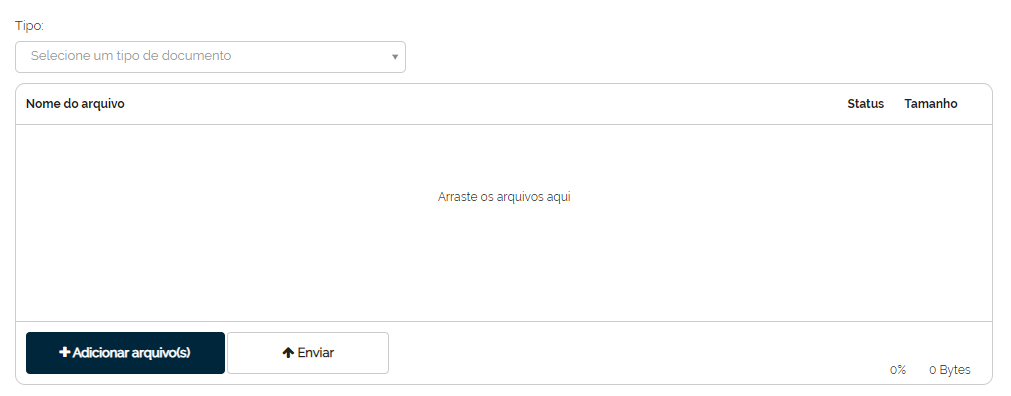 Tipo:
Selecione um tipo de documento
Nome do arquivo Status Tamanho
Arraste os arquivos aqui
Adicionar arquivo(s) Enviar
0% 0 Bytes